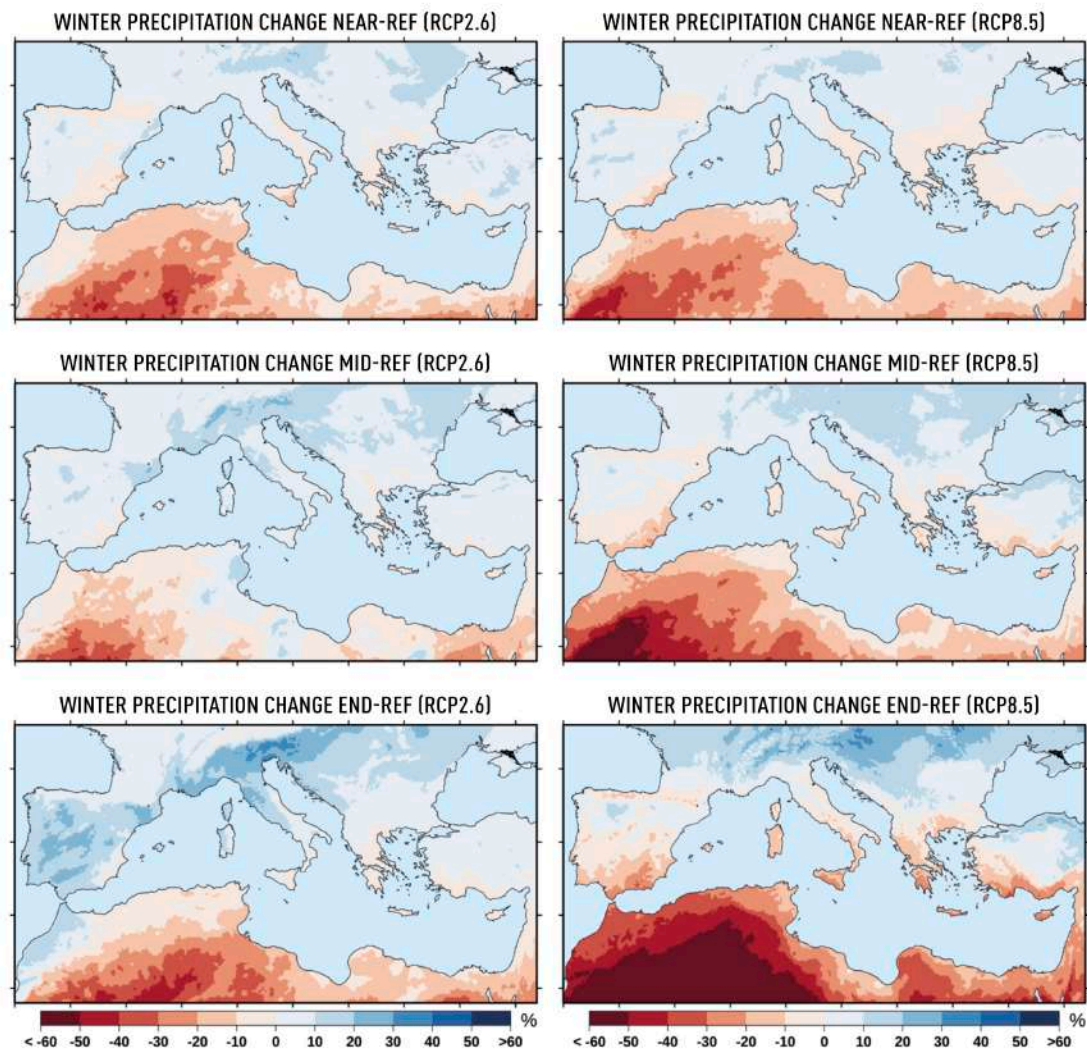 WINTER PRECIPITATION CHANGE NEAR-REF (RCP2.6)
WINTER PRECIPITATION CHANGE NEAR-REF (RCP8.5)
WINTER PRECIPITATION CHANGE MID-REF (RCP2.6)
WINTER PRECIPITATION CHANGE MID-REF (RCP8.5)
WINTER PRECIPITATION CHANGE END-REF (RCP2.6)
WINTER PRECIPITATION CHANGE END-REF (RCP8.5)
%
< -60 -50 -40 -30 -20 -10 0 10 20 30 40 50 >60
%
< -60 -50 -40 -30 -20 -10 0 10 20 30 40 50 >60